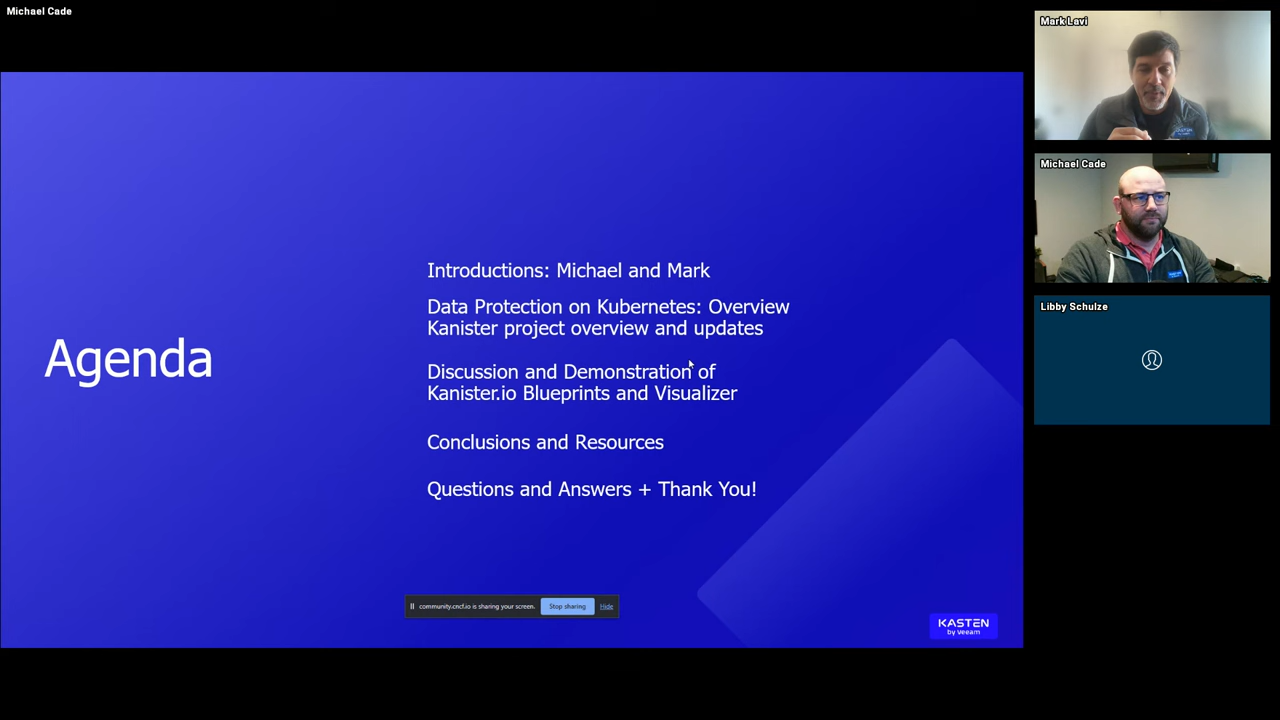 Michael Cade
Agenda
Introductions: Michael and Mark
Data Protection on Kubernetes: Overview
Kanister project overview and updates
Discussion and Demonstration of
Kanister.io Blueprints and Visualizer
Conclusions and Resources
Questions and Answers + Thank You!
community.cncf.io is sharing your screen.
Stop sharing
Hide
KASTEN
by Veeam
Mark Lavi
Michael Cade
Libby Schulze